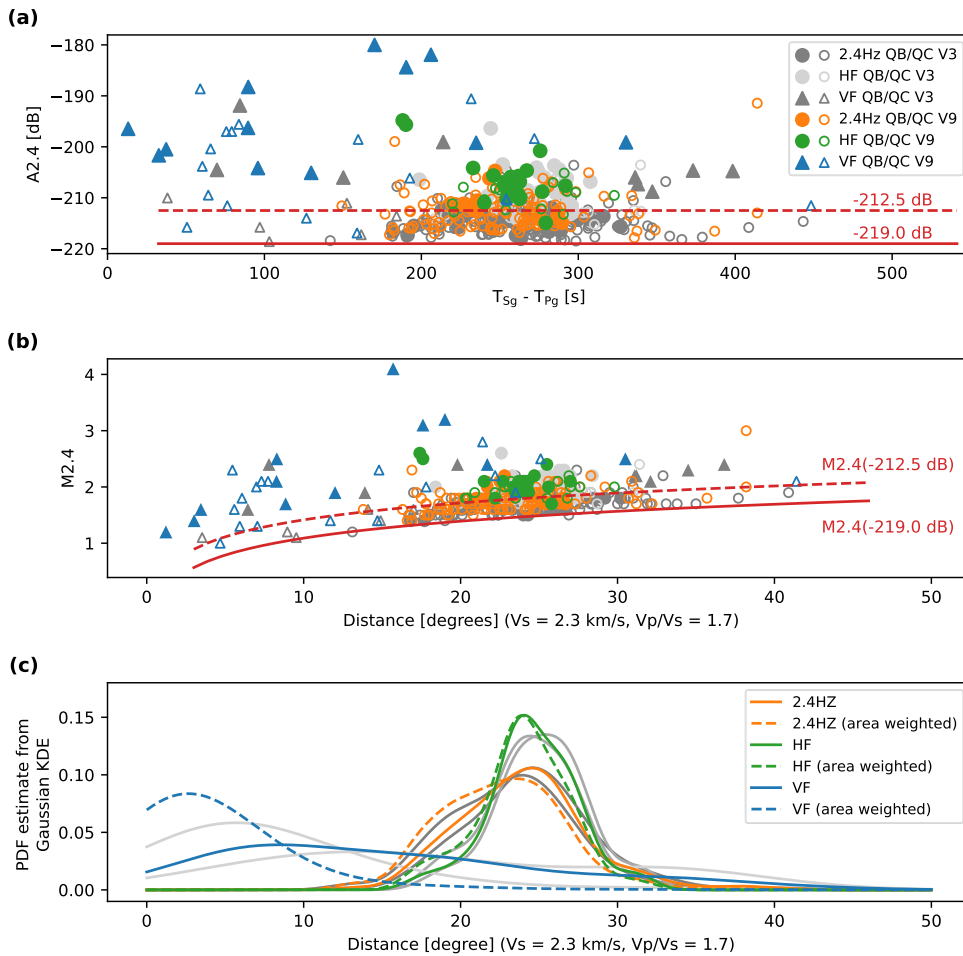 (a)
−180
−190
−200
−210
−220
A2.4 [dB]
2.4Hz QB/QC V3
HF QB/QC V3
VF QB/QC V3
2.4Hz QB/QC V9
HF QB/QC V9
VF QB/QC V9
-212.5 dB
-219.0 dB
0 100 200 300 400 500
TSg - TPg [s]
(b)
4
3
2
1
M2.4
M2.4(-212.5 dB)
M2.4(-219.0 dB)
0 10 20 30 40 50
Distance [degrees] (Vs = 2.3 km/s, Vp/Vs = 1.7)
(c)
0.15
0.10
0.05
0.00
PDF estimate from
Gaussian KDE
2.4HZ
2.4HZ (area weighted)
HF
HF (area weighted)
VF
VF (area weighted)
0 10 20 30 40 50
Distance [degree] (Vs = 2.3 km/s, Vp/Vs = 1.7)